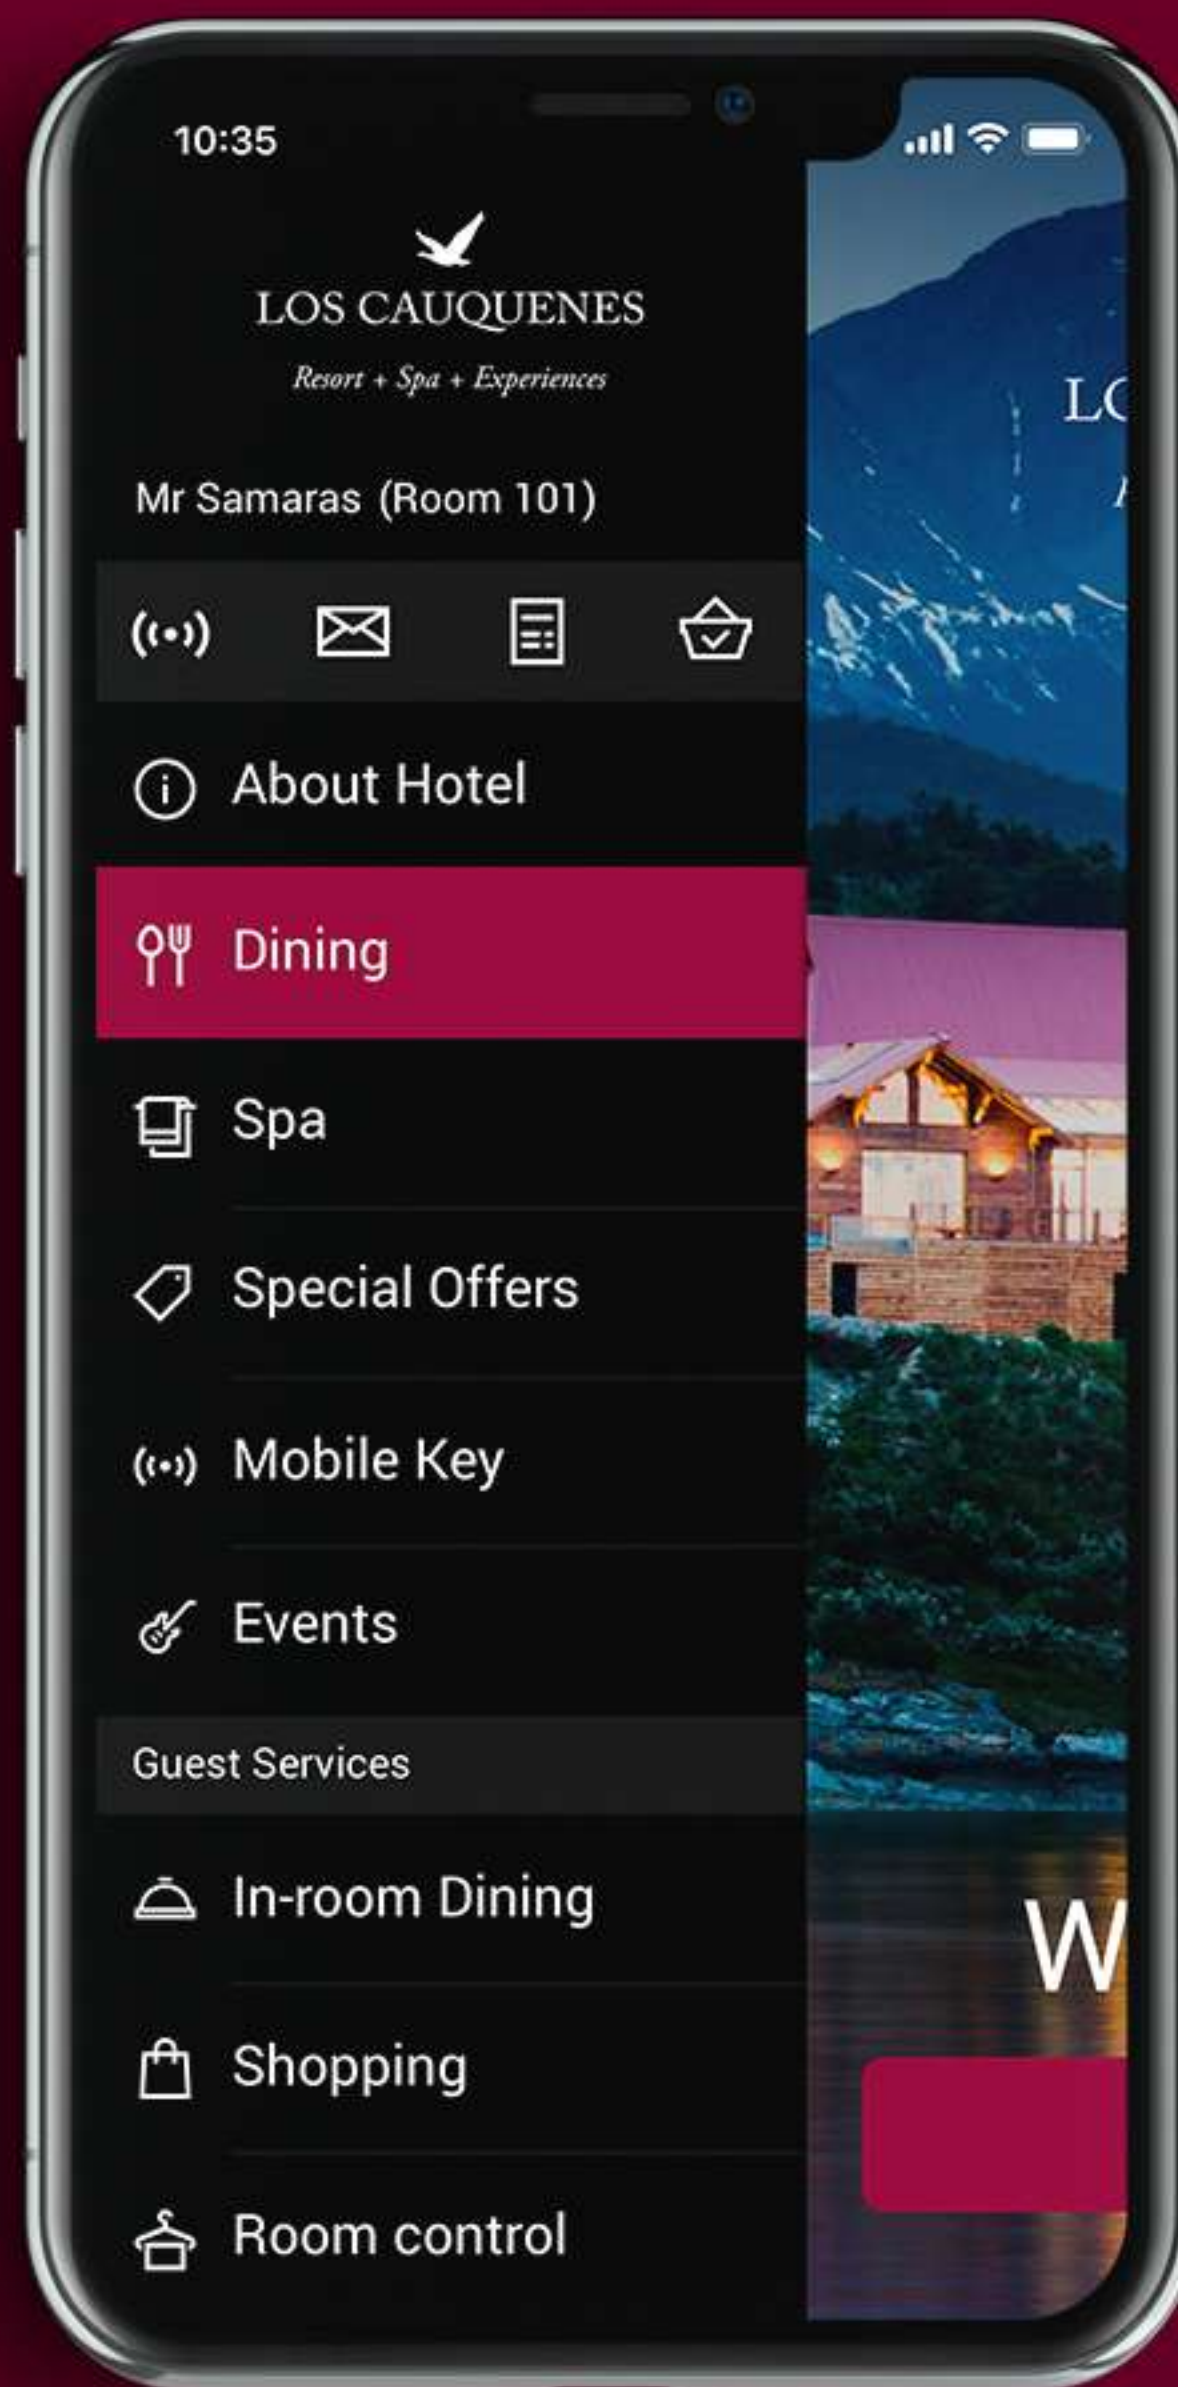 10:35
LOS CAUQUENES
Resort + Spa + Experiences
Mr Samaras (Room 101)
About Hotel
Dining
Spa
Special Offers
Mobile Key
Events
Guest Services
In-room Dining
Shopping
Room control